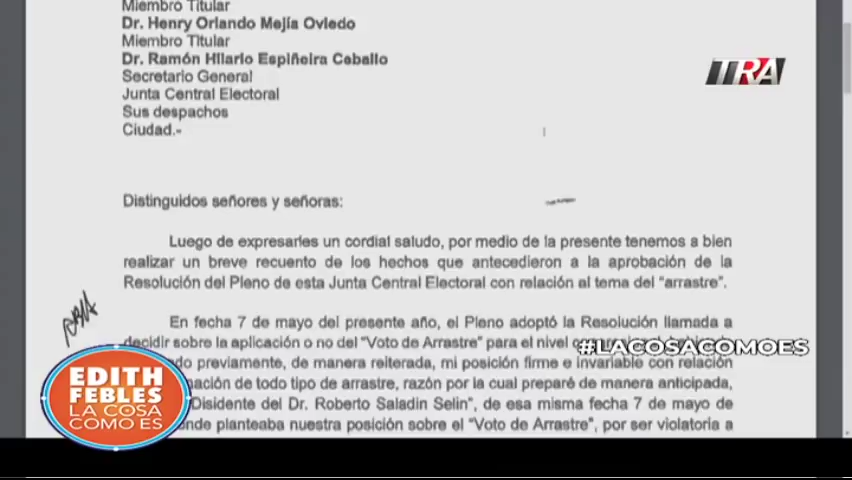 Miembro Titular
Dr. Henry Orlando Mejía Oviedo
Miembro Titular
Dr. Ramón Hilario Espiñeira Ceballo
Secretario General
Junta Central Electoral
Sus despachos
Ciudad.-
TRA
Distinguidos señores y señoras:
Luego de expresarles un cordial saludo, por medio de la presente tenemos a bien
realizar un breve recuento de los hechos que antecedieron a la aprobación de la
Resolución del Pleno de esta Junta Central Electoral con relación al tema del "arrastre".
En fecha 7 de mayo del presente año, el Pleno adoptó la Resolución llamada a
decidir sobre la aplicación o no del "Voto de Arrastre" para el nivel
#LACOSACOMOES
previamente, de manera reiterada, mi posición firme e invariable con relación
de todo tipo de arrastre, razón por la cual preparé de manera anticipada,
Disidente del Dr. Roberto Saladin Selin", de esa misma fecha 7 de mayo de
planteaba nuestra posición sobre el "Voto de Arrastre", por ser violatoria a
EDITH
FEBLES
LA COSA
COMO ES